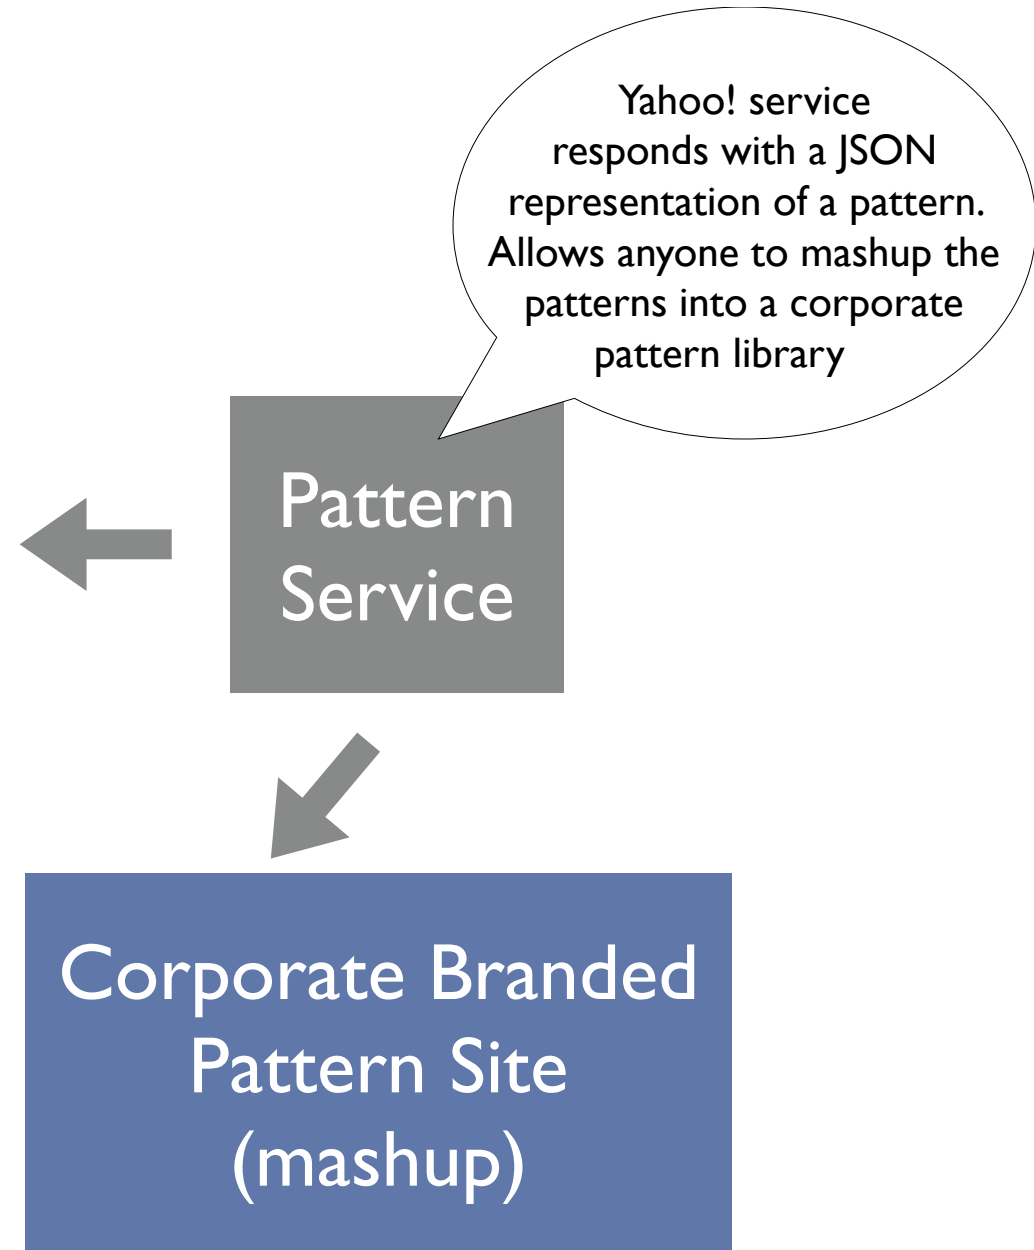 Yahoo! service
responds with a JSON
representation of a pattern.
Allows anyone to mashup the
patterns into a corporate
pattern library
Pattern
Service
Corporate Branded
Pattern Site
(mashup)